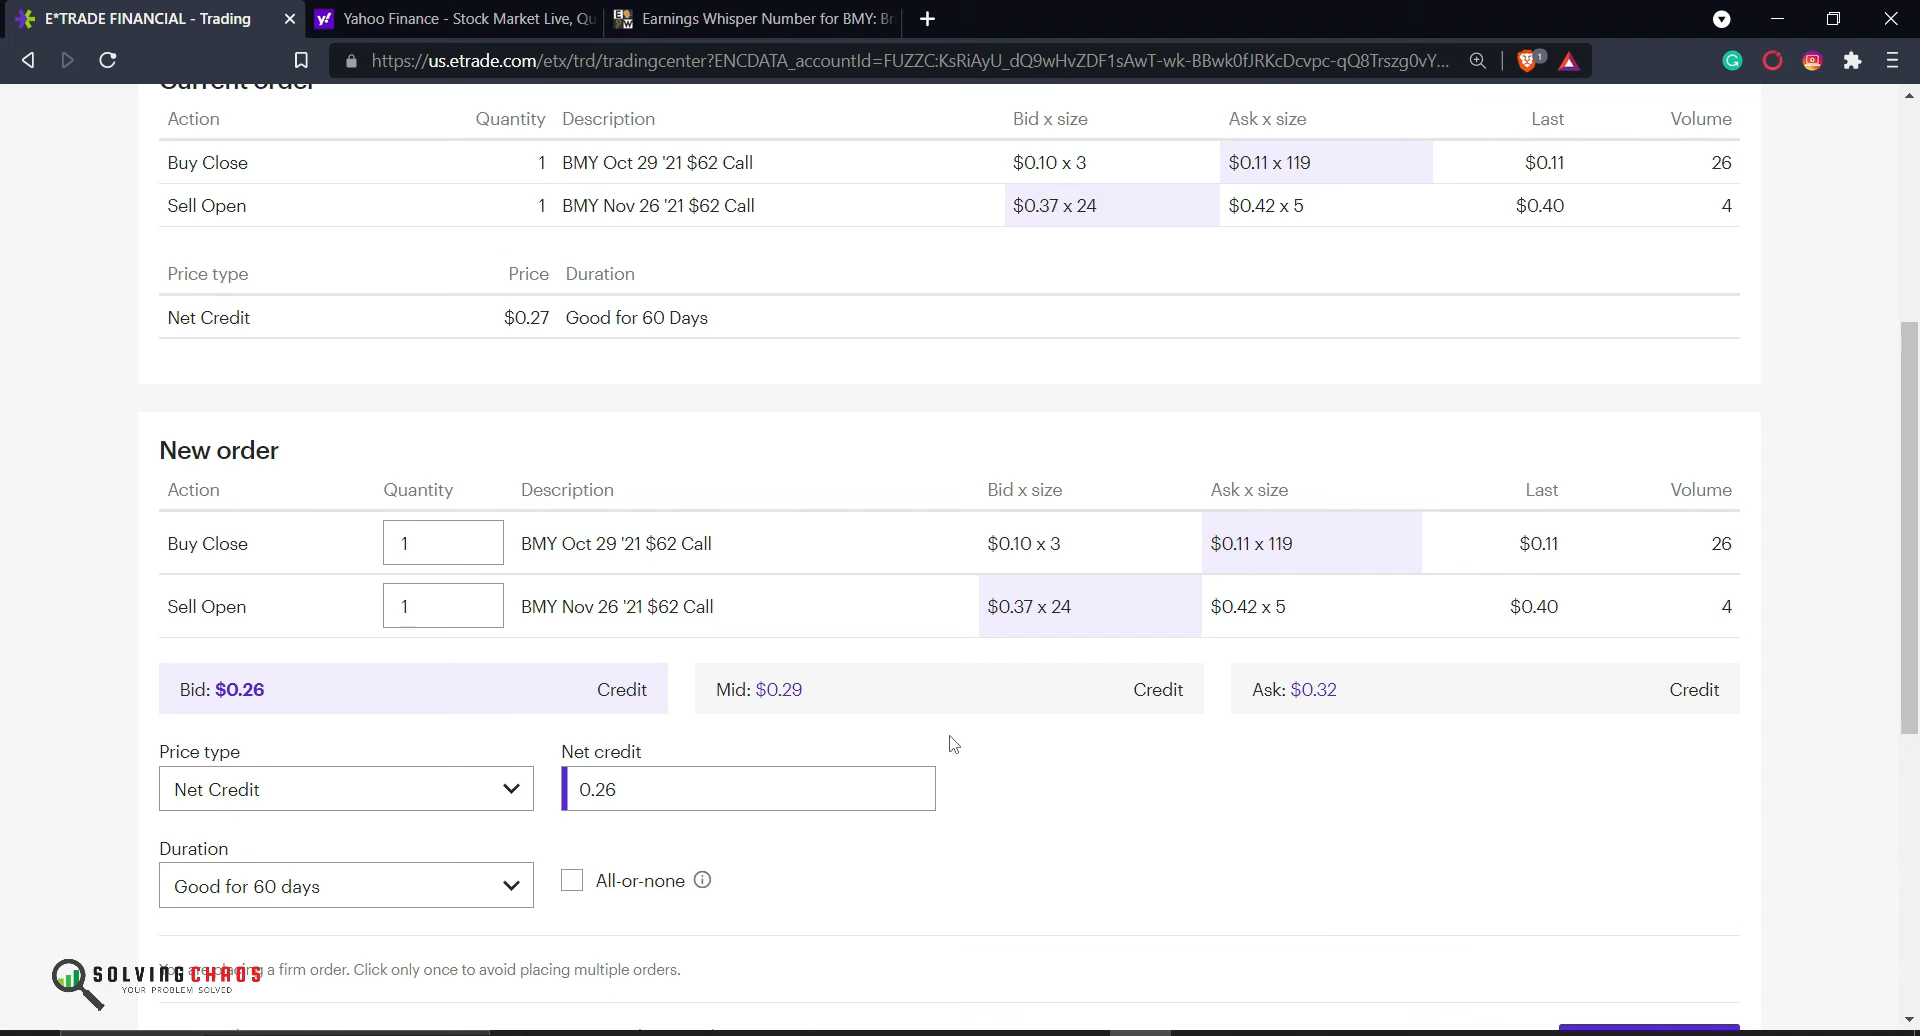 E*TRADE FINANCIAL - Trading
Yahoo Finance - Stock Market Live, Qu
Earnings Whisper Number for BMY: Br
https://us.etrade.com/etx/trd/tradingcenter?ENCDATA_accountId=FUZZC:KsRiAyU_dQ9wHvZDF1sAwT-wk-BBwk0fJRKcDcvpc-qQ8Trszg0vY...
1
Current order
Action Quantity Description Bid x size Ask x size Last Volume
Buy Close 1 BMY Oct 29 '21 $62 Call $0.10 x 3 $0.11 x 119 $0.11 26
Sell Open 1 BMY Nov 26 '21 $62 Call $0.37 x 24 $0.42 x 5 $0.40 4
Price type Price Duration
Net Credit $0.27 Good for 60 Days
New order
Action Quantity Description Bid x size Ask x size Last Volume
Buy Close 1 BMY Oct 29 '21 $62 Call $0.10 x 3 $0.11 x 119 $0.11 26
Sell Open 1 BMY Nov 26 '21 $62 Call $0.37 x 24 $0.42 x 5 $0.40 4
Bid: $0.26 Credit Mid: $0.29 Credit Ask: $0.32 Credit
Price type Net credit
Net Credit 0.26
Duration
Good for 60 days All-or-none
You are placing a firm order. Click only once to avoid placing multiple orders.
SOLVING CHAOS
YOUR PROBLEM SOLVED